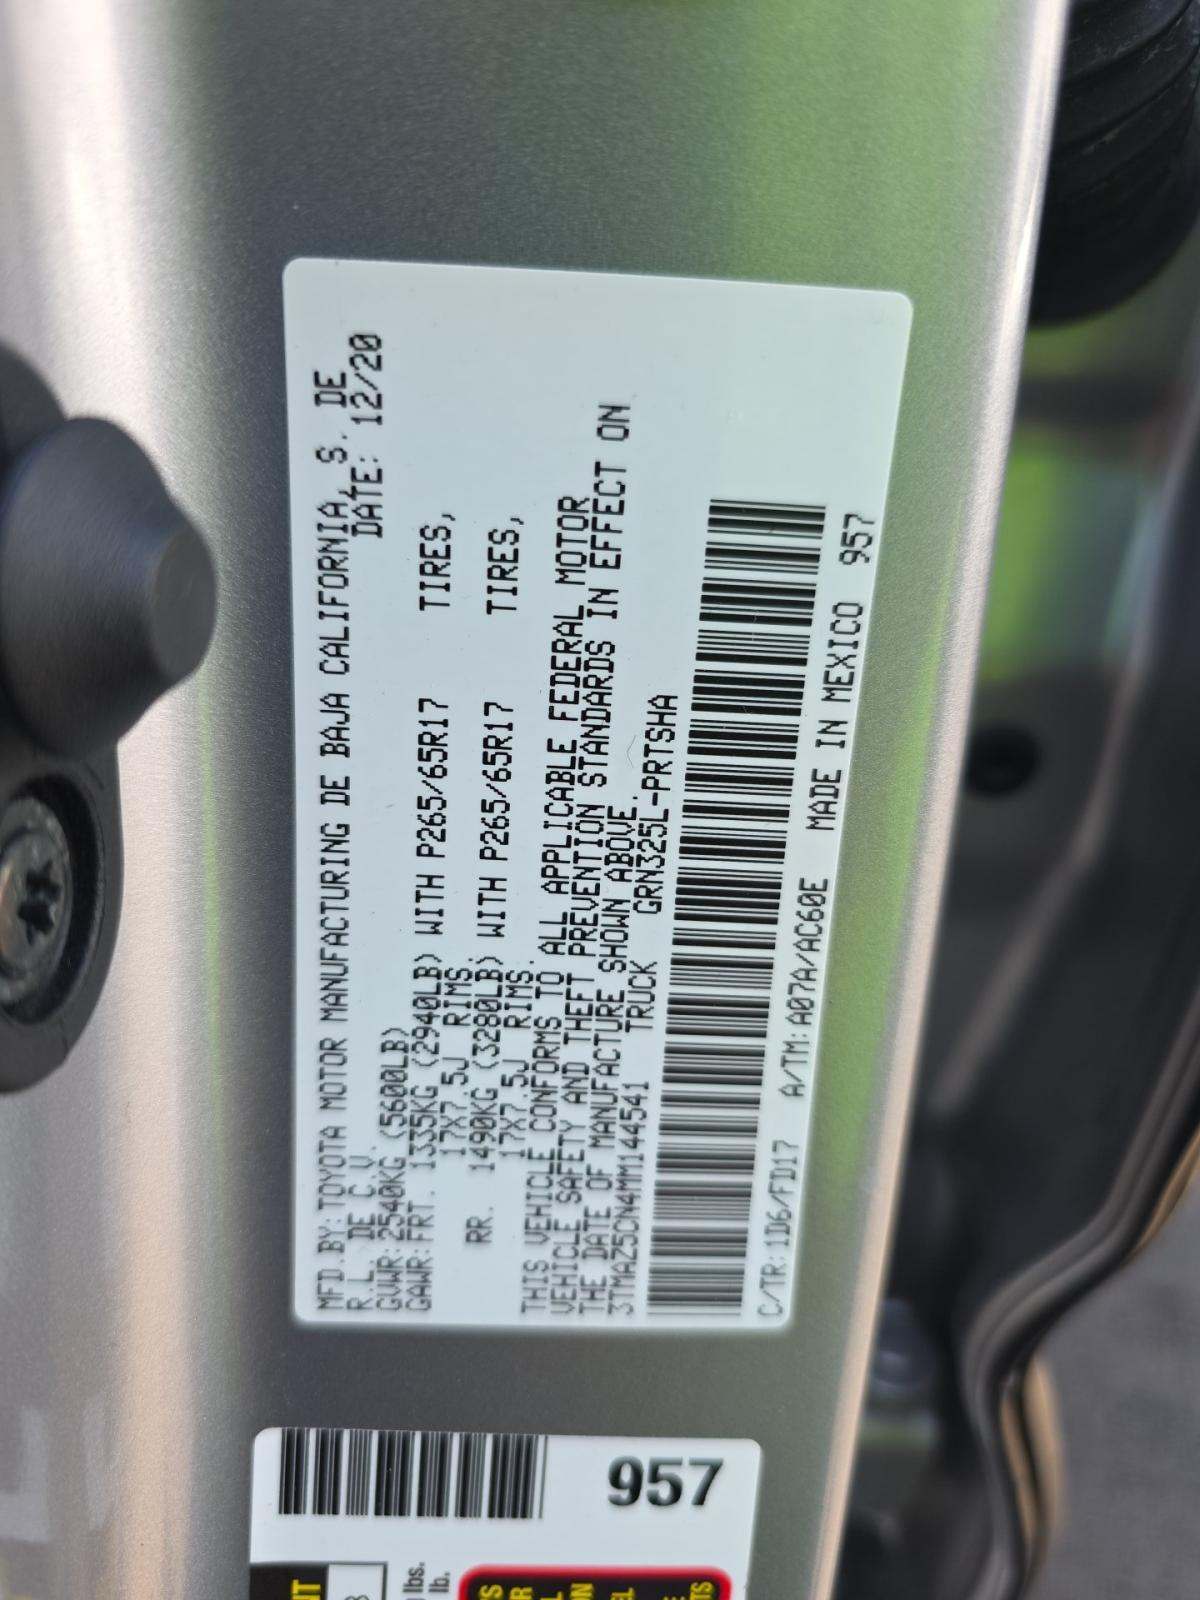 MFD.BY:TOYOTA MOTOR MANUFACTURING DE BAJA CALIFORNIA,S. DE
R.L. DE C.V. DATE: 12/20
GVWR:2540KG (5600LB)
GAWR:FRT. 1335KG (2940LB) WITH P265/65R17 TIRES,
17X7.5J RIMS
RR. 1490KG (3280LB) WITH P265/65R17 TIRES,
17X7.5J RIMS.
THIS VEHICLE CONFORMS TO ALL APPLICABLE FEDERAL MOTOR
VEHICLE SAFETY AND THEFT PREVENTION STANDARDS IN EFFECT ON
THE DATE OF MANUFACTURE SHOWN ABOVE.
3TMAZ5CN4MM144541 TRUCK GRN325L-PRTSHA
C/TR:1D6/FD17 A/TM:A07A/AC60E MADE IN MEXICO 957
957
lbs.
lb.